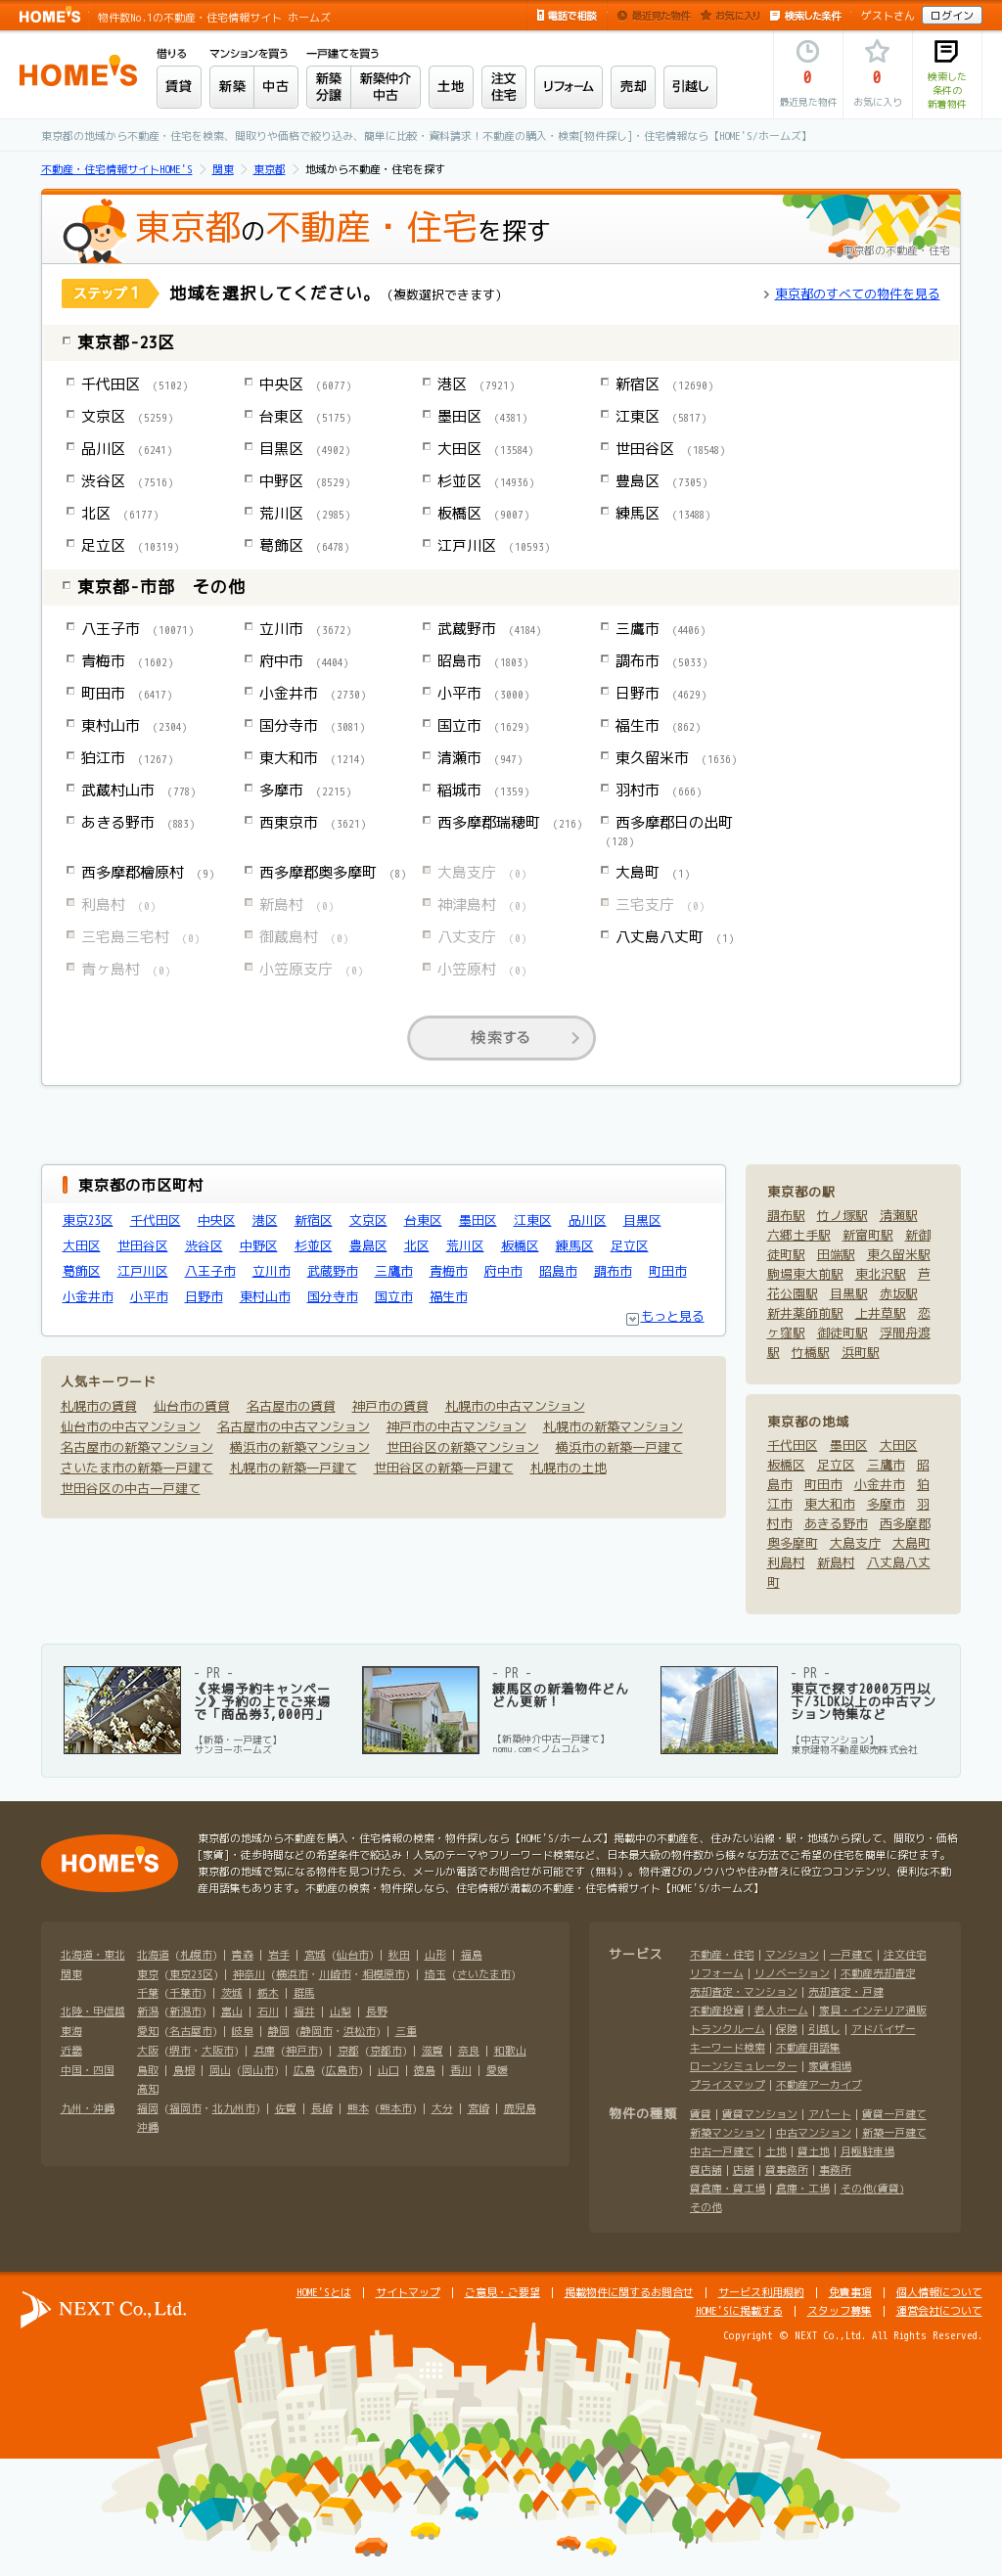 HOME'S 物件数No.1の不動産・住宅情報サイト ホームズ
電話で相談 最近見た物件 お気に入り 検索した条件 ゲストさん ログイン
HOME'S
借りる マンションを買う 一戸建てを買う
賃貸 新築 中古 新築分譲 新築仲介中古 土地 注文住宅 リフォーム 売却 引越し
0 最近見た物件
0 お気に入り
検索した条件の新着物件
東京都の地域から不動産・住宅を検索、間取りや価格で絞り込み、簡単に比較・資料請求！不動産の購入・検索[物件探し]・住宅情報なら【HOME'S/ホームズ】
不動産・住宅情報サイトHOME'S > 関東 > 東京都 > 地域から不動産・住宅を探す
東京都の不動産・住宅を探す
東京都の不動産・住宅
ステップ1 地域を選択してください。（複数選択できます）
東京都のすべての物件を見る
東京都-23区
千代田区 (5102) 中央区 (6077) 港区 (7921) 新宿区 (12690)
文京区 (5259) 台東区 (5175) 墨田区 (4381) 江東区 (5817)
品川区 (6241) 目黒区 (4902) 大田区 (13584) 世田谷区 (18548)
渋谷区 (7516) 中野区 (8529) 杉並区 (14936) 豊島区 (7305)
北区 (6177) 荒川区 (2985) 板橋区 (9007) 練馬区 (13488)
足立区 (10319) 葛飾区 (6478) 江戸川区 (10593)
東京都-市部　その他
八王子市 (10071) 立川市 (3672) 武蔵野市 (4184) 三鷹市 (4406)
青梅市 (1602) 府中市 (4404) 昭島市 (1803) 調布市 (5033)
町田市 (6417) 小金井市 (2730) 小平市 (3000) 日野市 (4629)
東村山市 (2304) 国分寺市 (3081) 国立市 (1629) 福生市 (862)
狛江市 (1267) 東大和市 (1214) 清瀬市 (947) 東久留米市 (1636)
武蔵村山市 (778) 多摩市 (2215) 稲城市 (1359) 羽村市 (666)
あきる野市 (883) 西東京市 (3621) 西多摩郡瑞穂町 (216) 西多摩郡日の出町
(128)
西多摩郡檜原村 (9) 西多摩郡奥多摩町 (8) 大島支庁 (0) 大島町 (1)
利島村 (0) 新島村 (0) 神津島村 (0) 三宅支庁 (0)
三宅島三宅村 (0) 御蔵島村 (0) 八丈支庁 (0) 八丈島八丈町 (1)
青ヶ島村 (0) 小笠原支庁 (0) 小笠原村 (0)
検索する
東京都の市区町村
東京23区 千代田区 中央区 港区 新宿区 文京区 台東区 墨田区 江東区 品川区 目黒区
大田区 世田谷区 渋谷区 中野区 杉並区 豊島区 北区 荒川区 板橋区 練馬区 足立区
葛飾区 江戸川区 八王子市 立川市 武蔵野市 三鷹市 青梅市 府中市 昭島市 調布市 町田市
小金井市 小平市 日野市 東村山市 国分寺市 国立市 福生市
もっと見る
人気キーワード
札幌市の賃貸 仙台市の賃貸 名古屋市の賃貸 神戸市の賃貸 札幌市の中古マンション
仙台市の中古マンション 名古屋市の中古マンション 神戸市の中古マンション 札幌市の新築マンション
名古屋市の新築マンション 横浜市の新築マンション 世田谷区の新築マンション 横浜市の新築一戸建て
さいたま市の新築一戸建て 札幌市の新築一戸建て 世田谷区の新築一戸建て 札幌市の土地
世田谷区の中古一戸建て
東京都の駅
調布駅 竹ノ塚駅 清瀬駅
六郷土手駅 新富町駅 新御
徒町駅 田端駅 東久留米駅
駒場東大前駅 東北沢駅 芦
花公園駅 目黒駅 赤坂駅
新井薬師前駅 上井草駅 恋
ヶ窪駅 御徒町駅 浮間舟渡
駅 竹橋駅 浜町駅
東京都の地域
千代田区 墨田区 大田区
板橋区 足立区 三鷹市 昭
島市 町田市 小金井市 狛
江市 東大和市 多摩市 羽
村市 あきる野市 西多摩郡
奥多摩町 大島支庁 大島町
利島村 新島村 八丈島八丈
町
- PR -
《来場予約キャンペー
ン》予約の上でご来場
で「商品券3,000円」
【新築・一戸建て】
サンヨーホームズ
- PR -
練馬区の新着物件どん
どん更新！
【新築仲介中古一戸建て】
nomu.com＜ノムコム＞
- PR -
東京で探す2000万円以
下/3LDK以上の中古マン
ション特集など
【中古マンション】
東京建物不動産販売株式会社
HOME'S
東京都の地域から不動産を購入・住宅情報の検索・物件探しなら【HOME'S/ホームズ】掲載中の不動産を、住みたい沿線・駅・地域から探して、間取り・価格
[家賃]・徒歩時間などの希望条件で絞込み！人気のテーマやフリーワード検索など、日本最大級の物件数から様々な方法でご希望の住宅を簡単に探せます。
東京都の地域で気になる物件を見つけたら、メールか電話でお問合せが可能です（無料）。物件選びのノウハウや住み替えに役立つコンテンツ、便利な不動
産用語集もあります。不動産の検索・物件探しなら、住宅情報が満載の不動産・住宅情報サイト【HOME'S/ホームズ】
北海道・東北 北海道 (札幌市) | 青森 | 岩手 | 宮城 (仙台市) | 秋田 | 山形 | 福島
関東 東京 (東京23区) | 神奈川 (横浜市・川崎市・相模原市) | 埼玉 (さいたま市)
千葉 (千葉市) | 茨城 | 栃木 | 群馬
北陸・甲信越 新潟 (新潟市) | 富山 | 石川 | 福井 | 山梨 | 長野
東海 愛知 (名古屋市) | 岐阜 | 静岡 (静岡市・浜松市) | 三重
近畿 大阪 (堺市・大阪市) | 兵庫 (神戸市) | 京都 (京都市) | 滋賀 | 奈良 | 和歌山
中国・四国 鳥取 | 島根 | 岡山 (岡山市) | 広島 (広島市) | 山口 | 徳島 | 香川 | 愛媛
高知
九州・沖縄 福岡 (福岡市・北九州市) | 佐賀 | 長崎 | 熊本 (熊本市) | 大分 | 宮崎 | 鹿児島
沖縄
サービス 不動産・住宅 | マンション | 一戸建て | 注文住宅
リフォーム | リノベーション | 不動産売却査定
売却査定・マンション | 売却査定・戸建
不動産投資 | 老人ホーム | 家具・インテリア通販
トランクルーム | 保険 | 引越し | アドバイザー
キーワード検索 | 不動産用語集
ローンシミュレーター | 家賃相場
プライスマップ | 不動産アーカイブ
物件の種類 賃貸 | 賃貸マンション | アパート | 賃貸一戸建て
新築マンション | 中古マンション | 新築一戸建て
中古一戸建て | 土地 | 貸土地 | 月極駐車場
貸店舗 | 店舗 | 貸事務所 | 事務所
貸倉庫・貸工場 | 倉庫・工場 | その他(賃貸)
その他
NEXT Co., Ltd.
HOME'Sとは | サイトマップ | ご意見・ご要望 | 掲載物件に関するお問合せ | サービス利用規約 | 免責事項 | 個人情報について
HOME'Sに掲載する | スタッフ募集 | 運営会社について
Copyright © NEXT Co.,Ltd. All Rights Reserved.